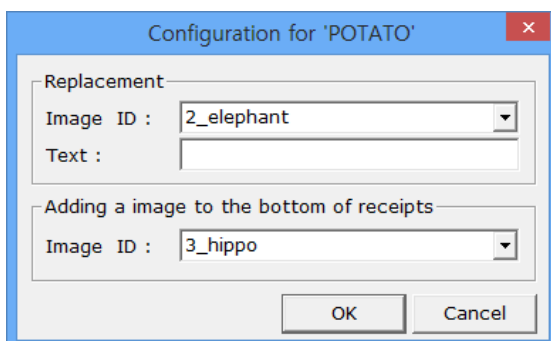 Configuration for 'POTATO'
Replacement
Image ID : 2_elephant
Text :
Adding a image to the bottom of receipts
Image ID : 3_hippo
OK Cancel